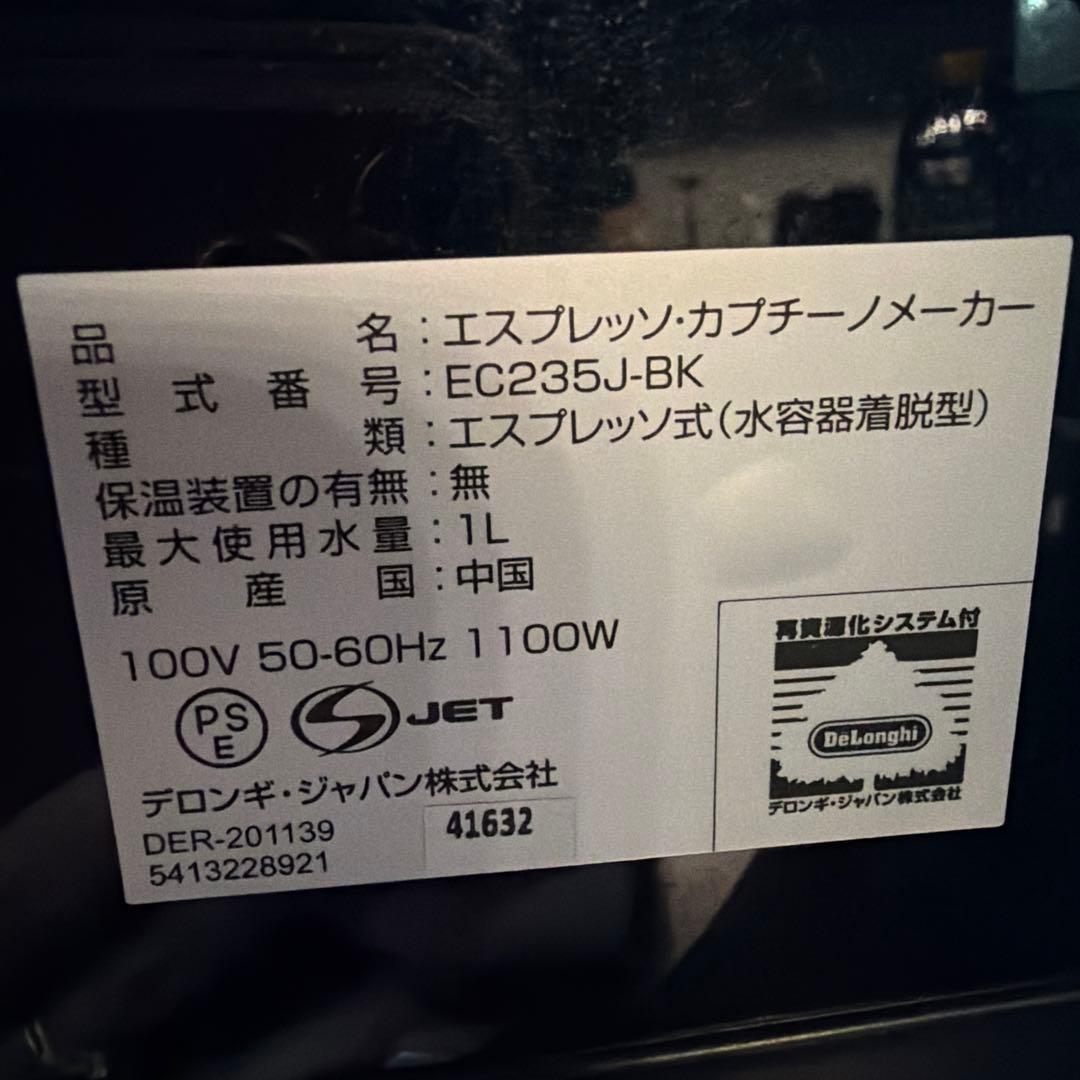 品名：エスプレッソ・カプチーノメーカー
型式番号：EC235J-BK
種類：エスプレッソ式（水容器着脱型）
保温装置の有無：無
最大使用水量：1L
原産国：中国
100V 50-60Hz 1100W
PSE
S JET
デロンギ・ジャパン株式会社
DER-201139
41632
5413228921
再資源化システム付
DeLonghi
デロンギ・ジャパン株式会社